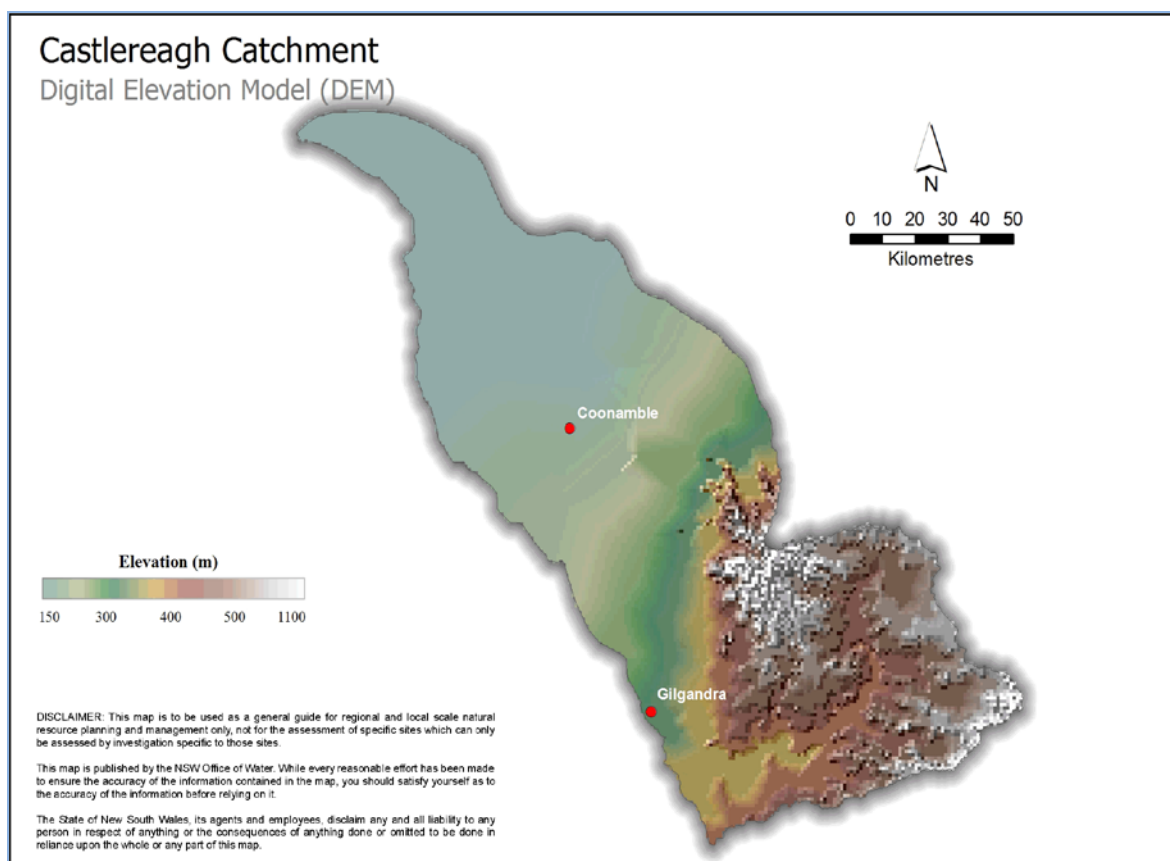 Castlereagh Catchment
Digital Elevation Model (DEM)
N
0 10 20 30 40 50
Kilometres
Coonamble
Elevation (m)
150 300 400 500 1100
Gilgandra
DISCLAIMER: This map is to be used as a general guide for regional and local scale natural
resource planning and management only, not for the assessment of specific sites which can only
be assessed by investigation specific to those sites.
This map is published by the NSW Office of Water. While every reasonable effort has been made
to ensure the accuracy of the information contained in the map, you should satisfy yourself as to
the accuracy of the information before relying on it.
The State of New South Wales, its agents and employees, disclaim any and all liability to any
person in respect of anything or the consequences of anything done or omitted to be done in
reliance upon the whole or any part of this map.